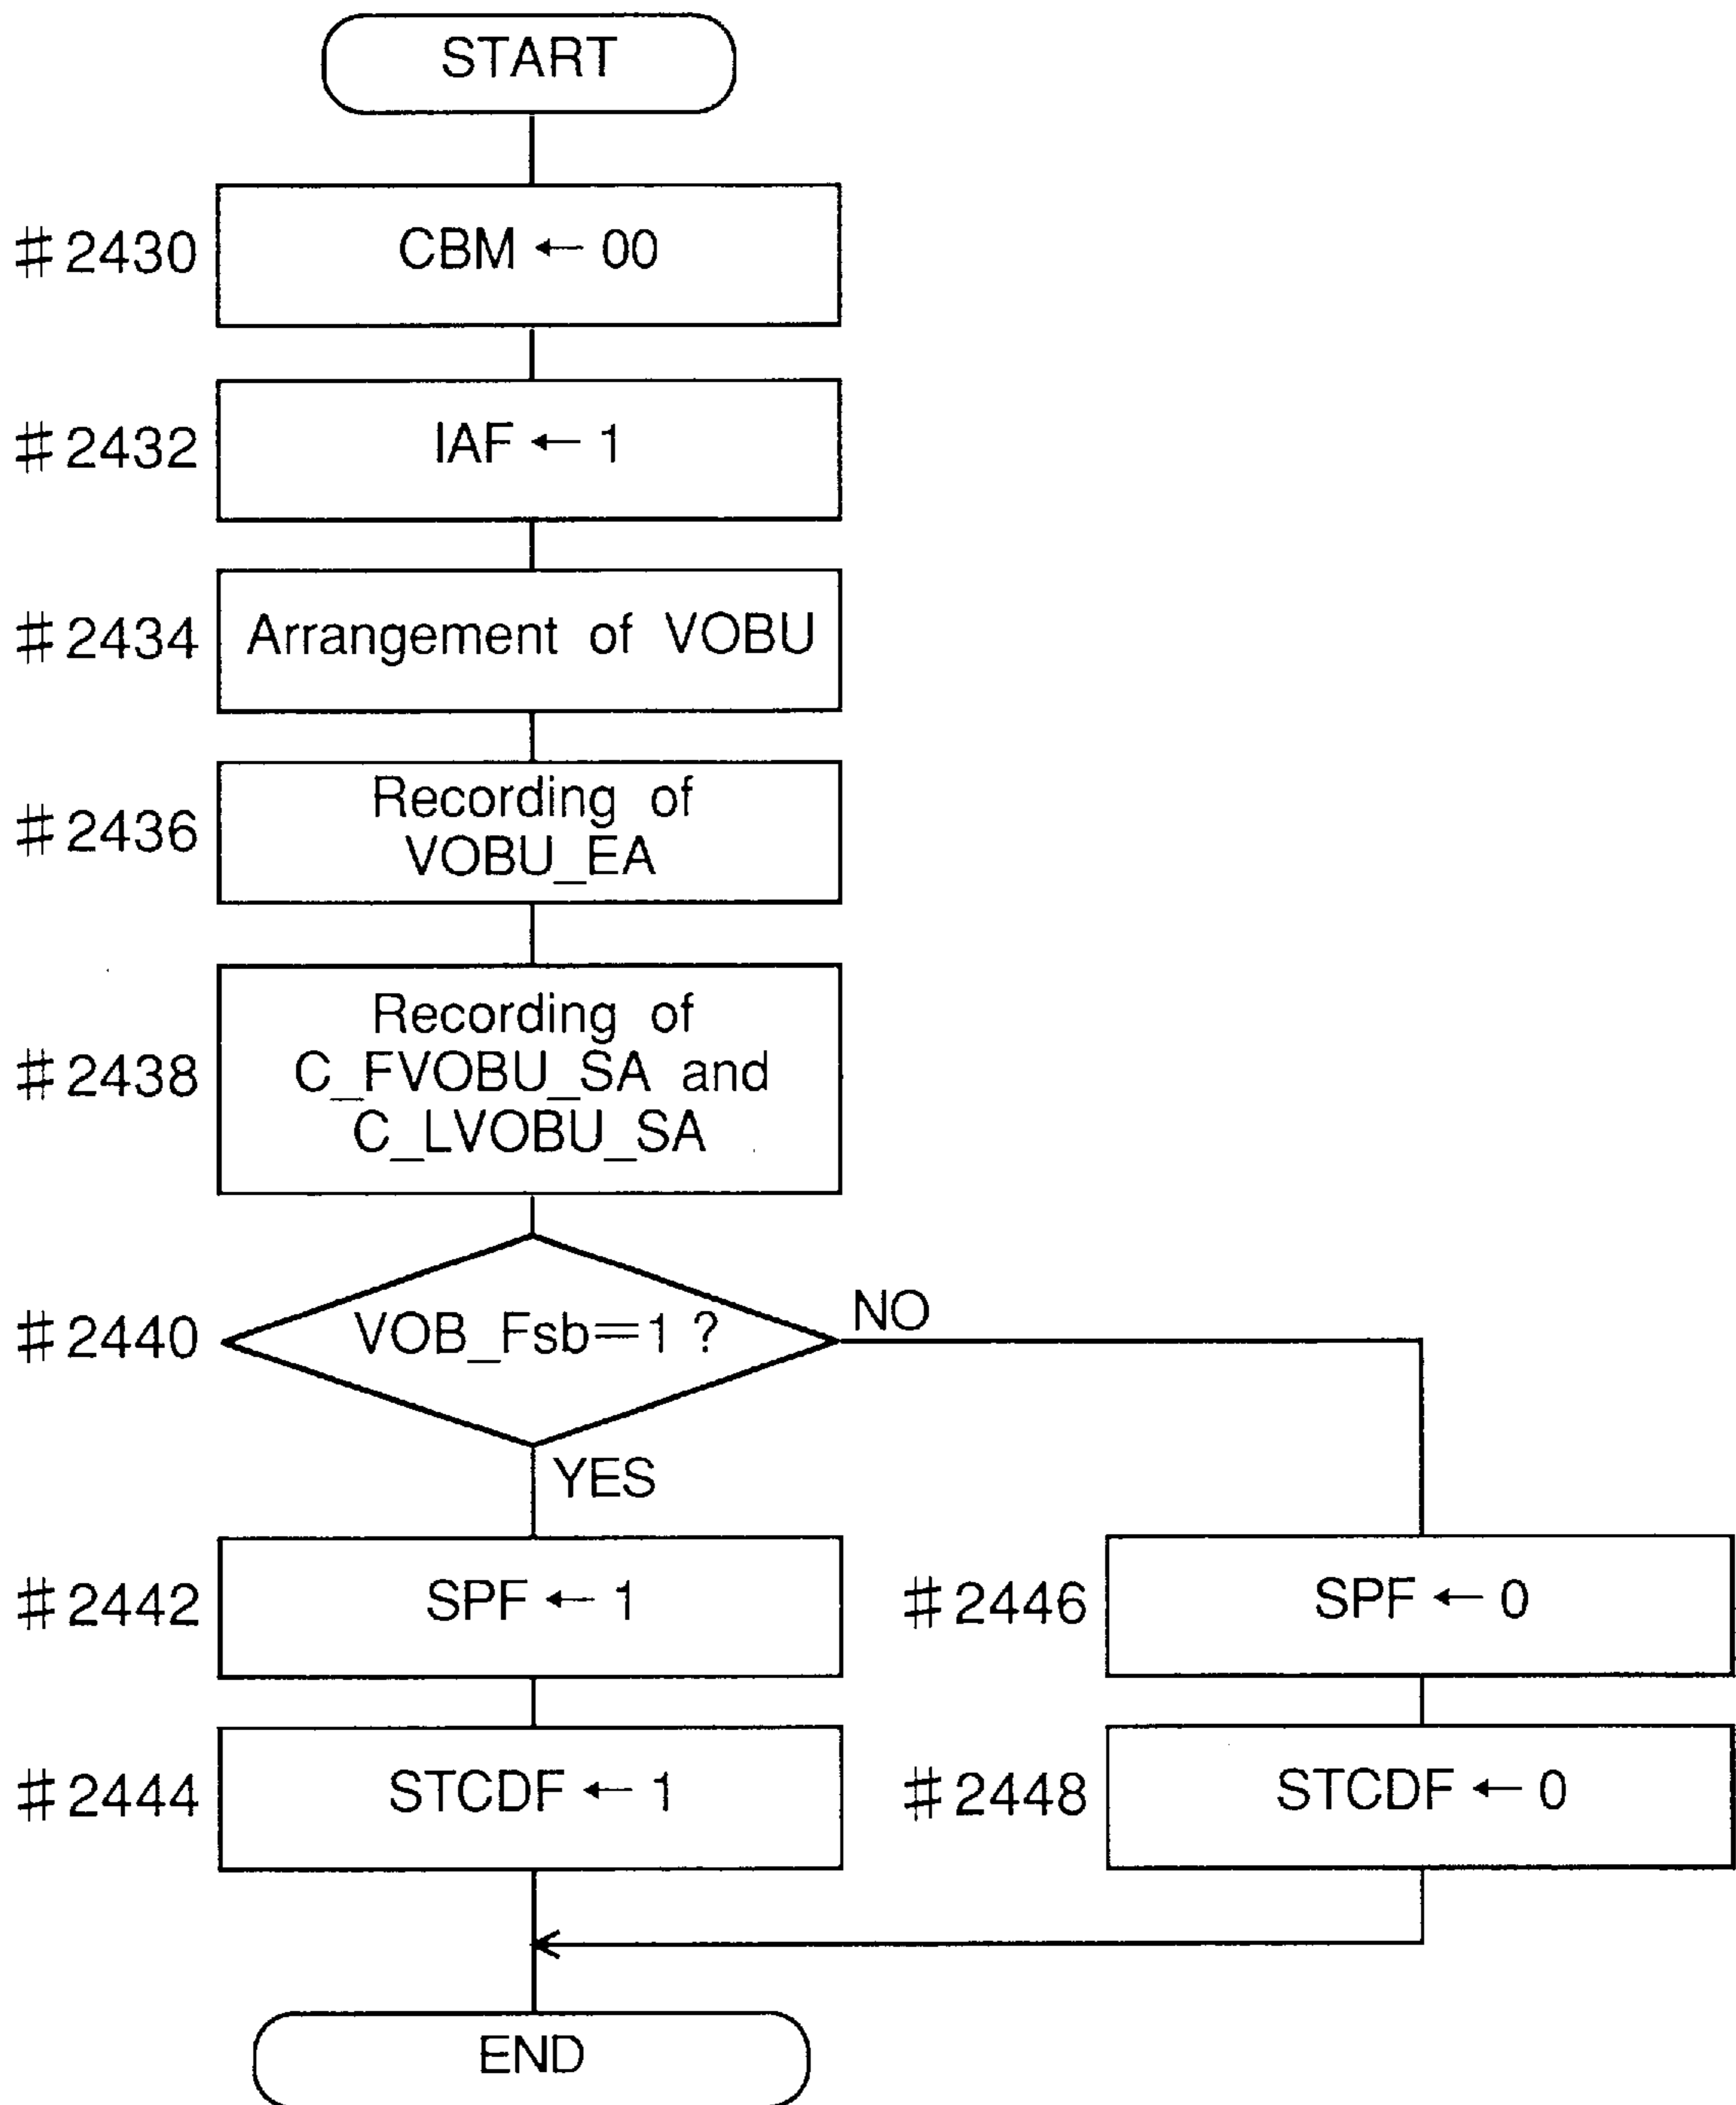 START
#2430
CBM ← 00
#2432
IAF ← 1
#2434
Arrangement of VOBU
#2436
Recording of
VOBU_EA
#2438
Recording of
C_FVOBU_SA and
C_LVOBU_SA
#2440
VOB_Fsb=1 ?
NO
YES
#2442
SPF ← 1
#2446
SPF ← 0
#2444
STCDF ← 1
#2448
STCDF ← 0
END